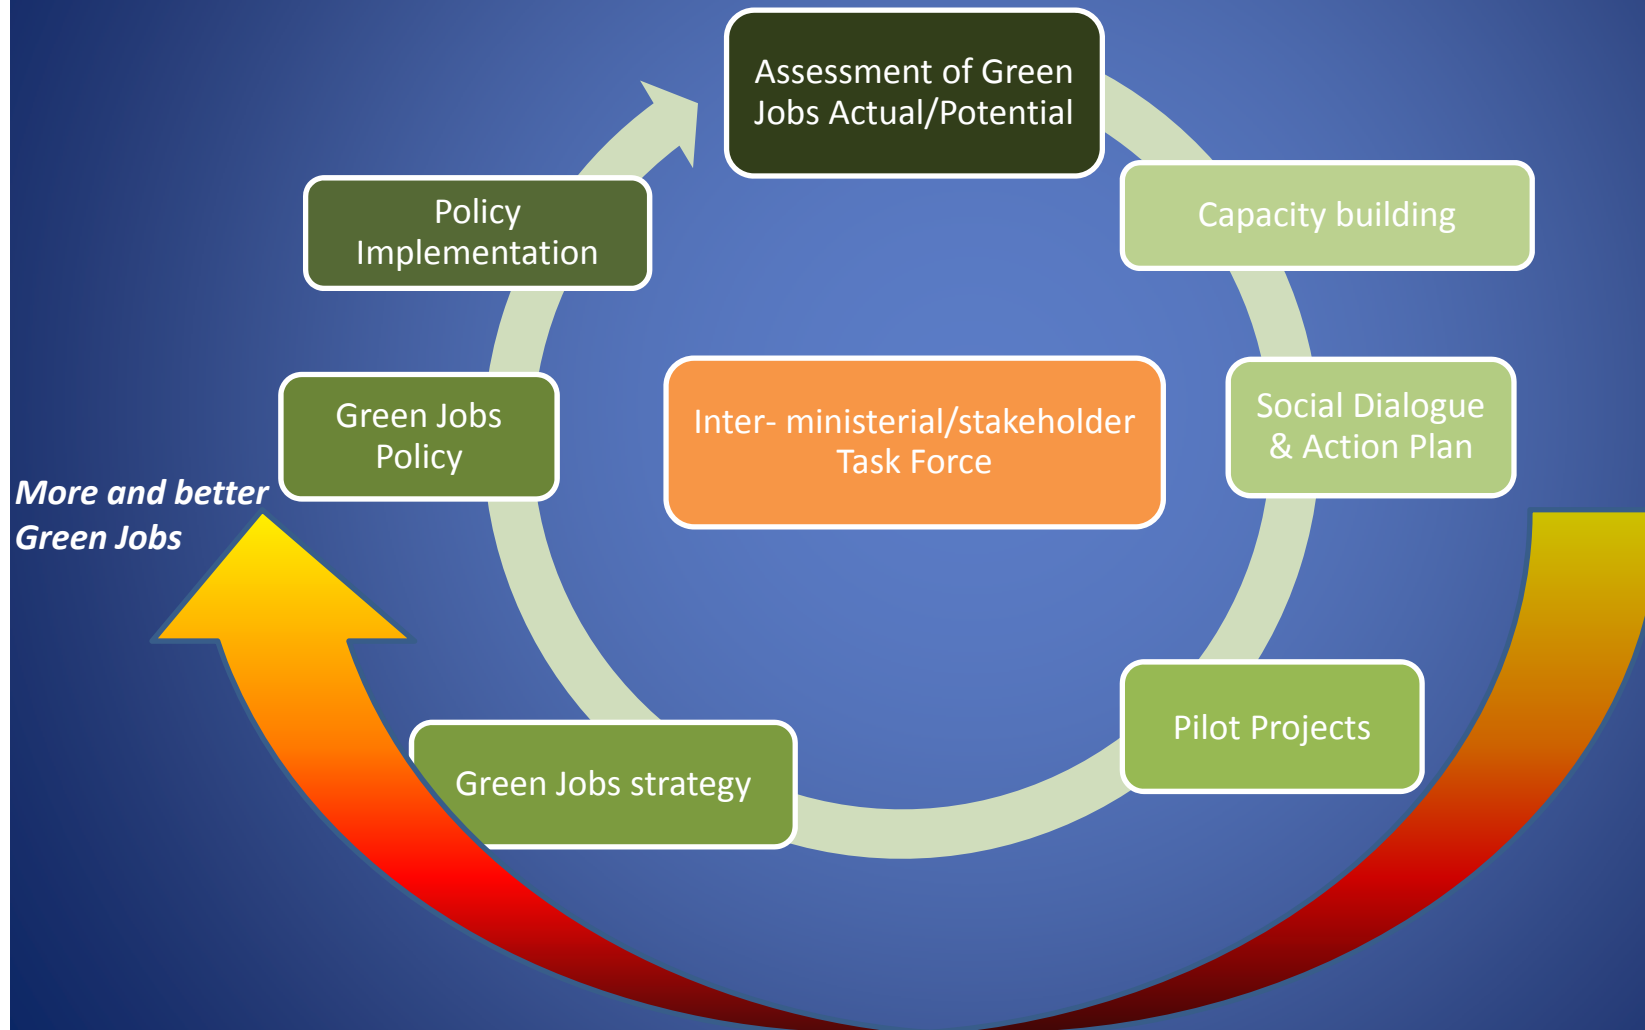 Assessment of Green
Jobs Actual/Potential
Capacity building
Social Dialogue
& Action Plan
Pilot Projects
Green Jobs strategy
Green Jobs
Policy
Policy
Implementation
Inter- ministerial/stakeholder
Task Force
More and better
Green Jobs